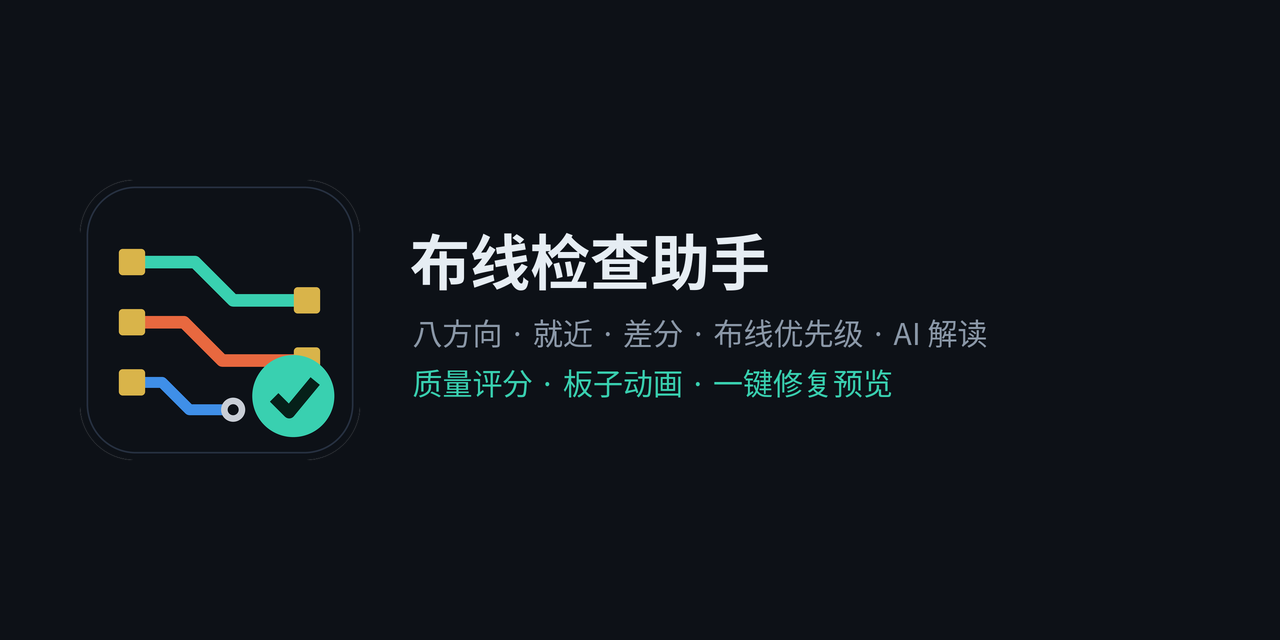 布线检查助手
八方向 · 就近 · 差分 · 布线优先级 · AI 解读
质量评分 · 板子动画 · 一键修复预览